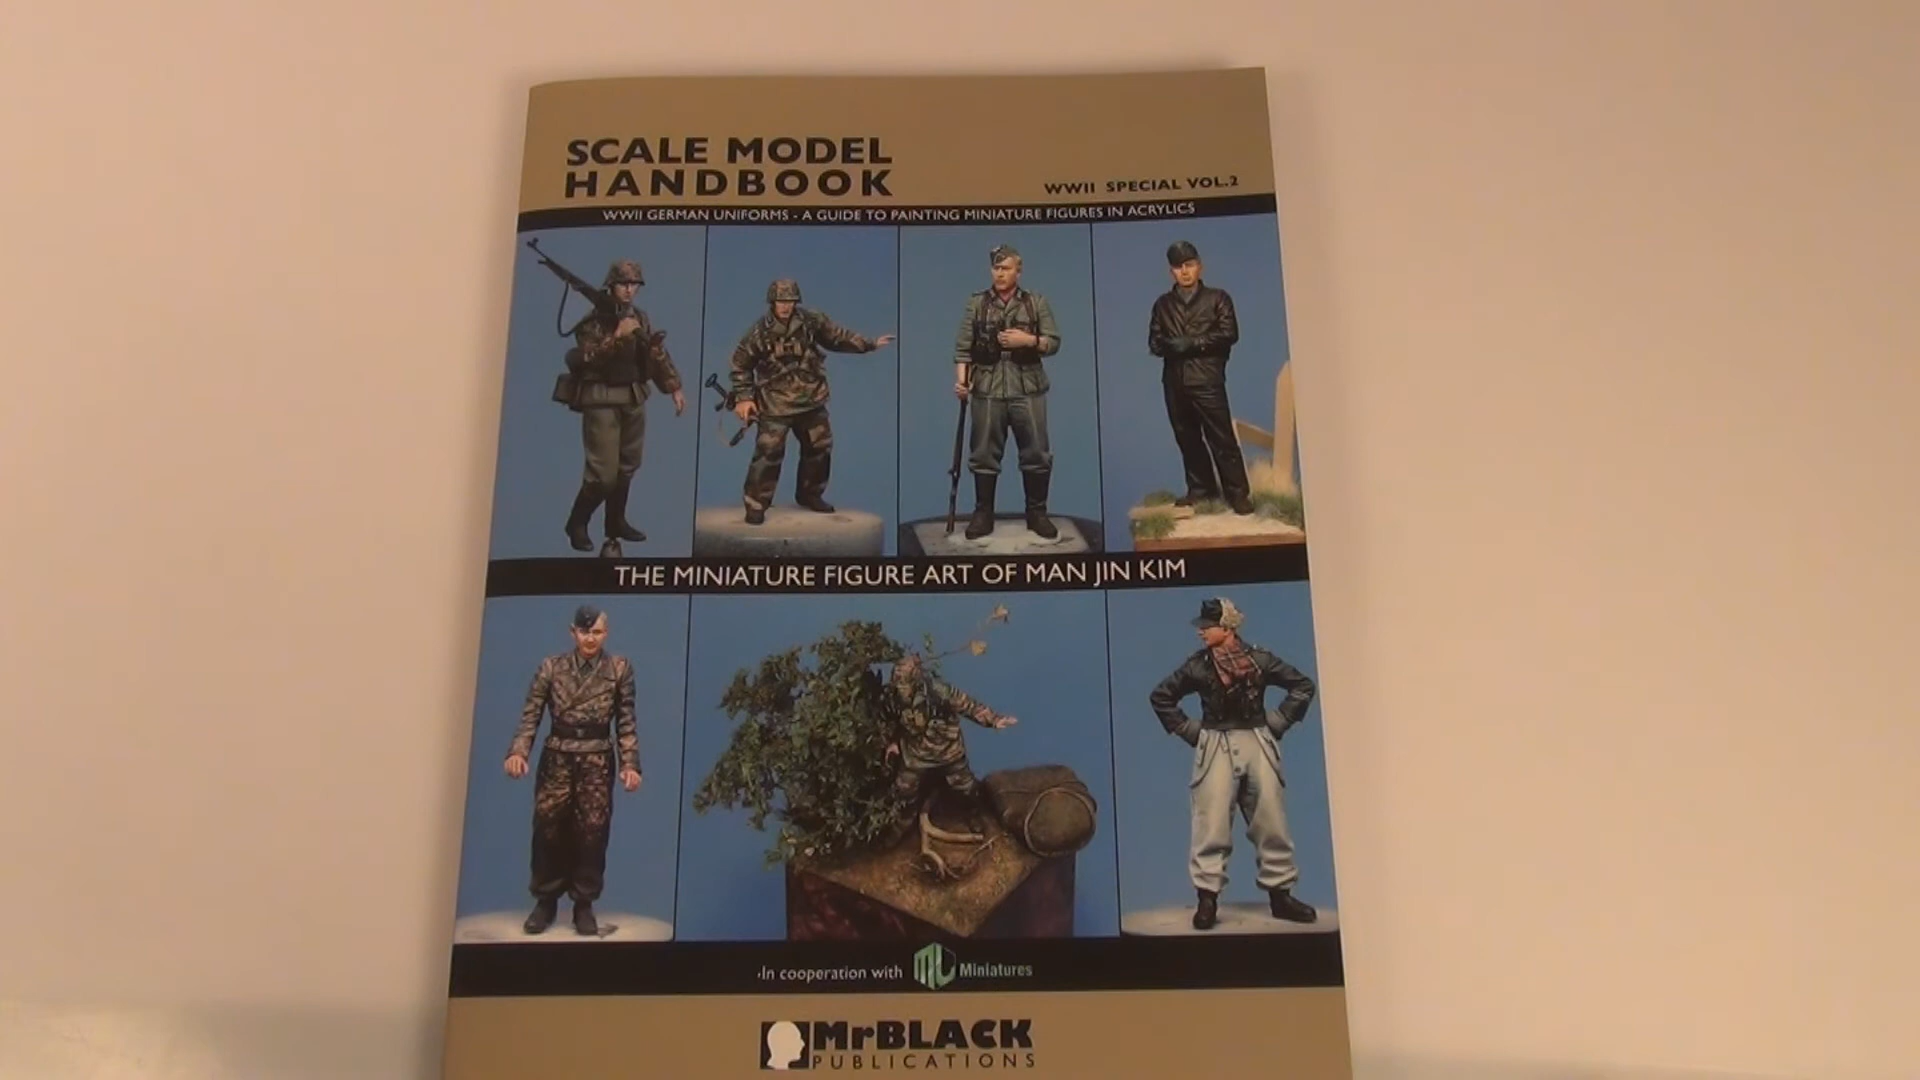 SCALE MODEL
HANDBOOK
WWII SPECIAL VOL.2
WWII GERMAN UNIFORMS - A GUIDE TO PAINTING MINIATURE FIGURES IN ACRYLICS
THE MINIATURE FIGURE ART OF MAN JIN KIM
·In cooperation with ML Miniatures
MrBLACK
PUBLICATIONS